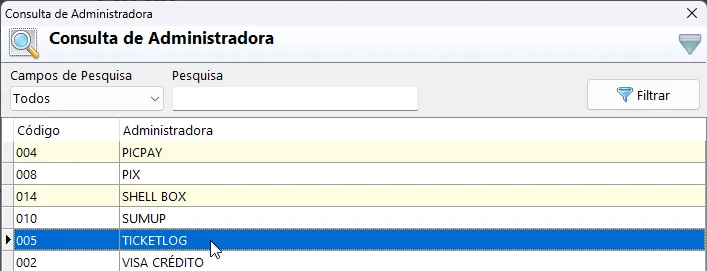 Consulta de Administradora
Consulta de Administradora
Campos de Pesquisa Pesquisa
Todos Filtrar
Código Administradora
004 PICPAY
008 PIX
014 SHELL BOX
010 SUMUP
005 TICKETLOG
002 VISA CRÉDITO